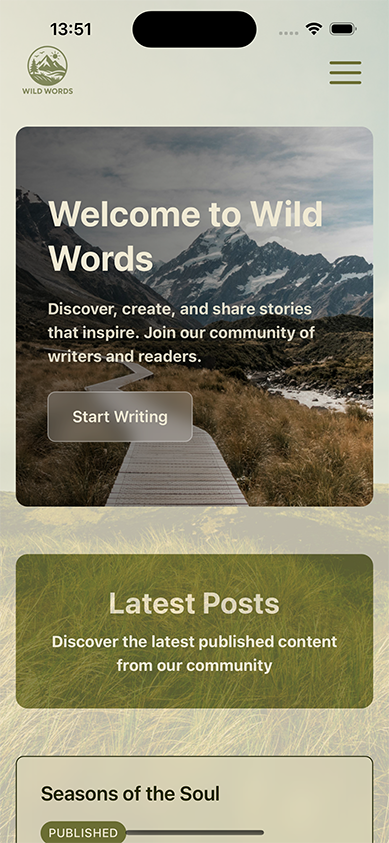 13:51
WILD WORDS
Welcome to Wild
Words
Discover, create, and share stories
that inspire. Join our community of
writers and readers.
Start Writing
Latest Posts
Discover the latest published content
from our community
Seasons of the Soul
PUBLISHED